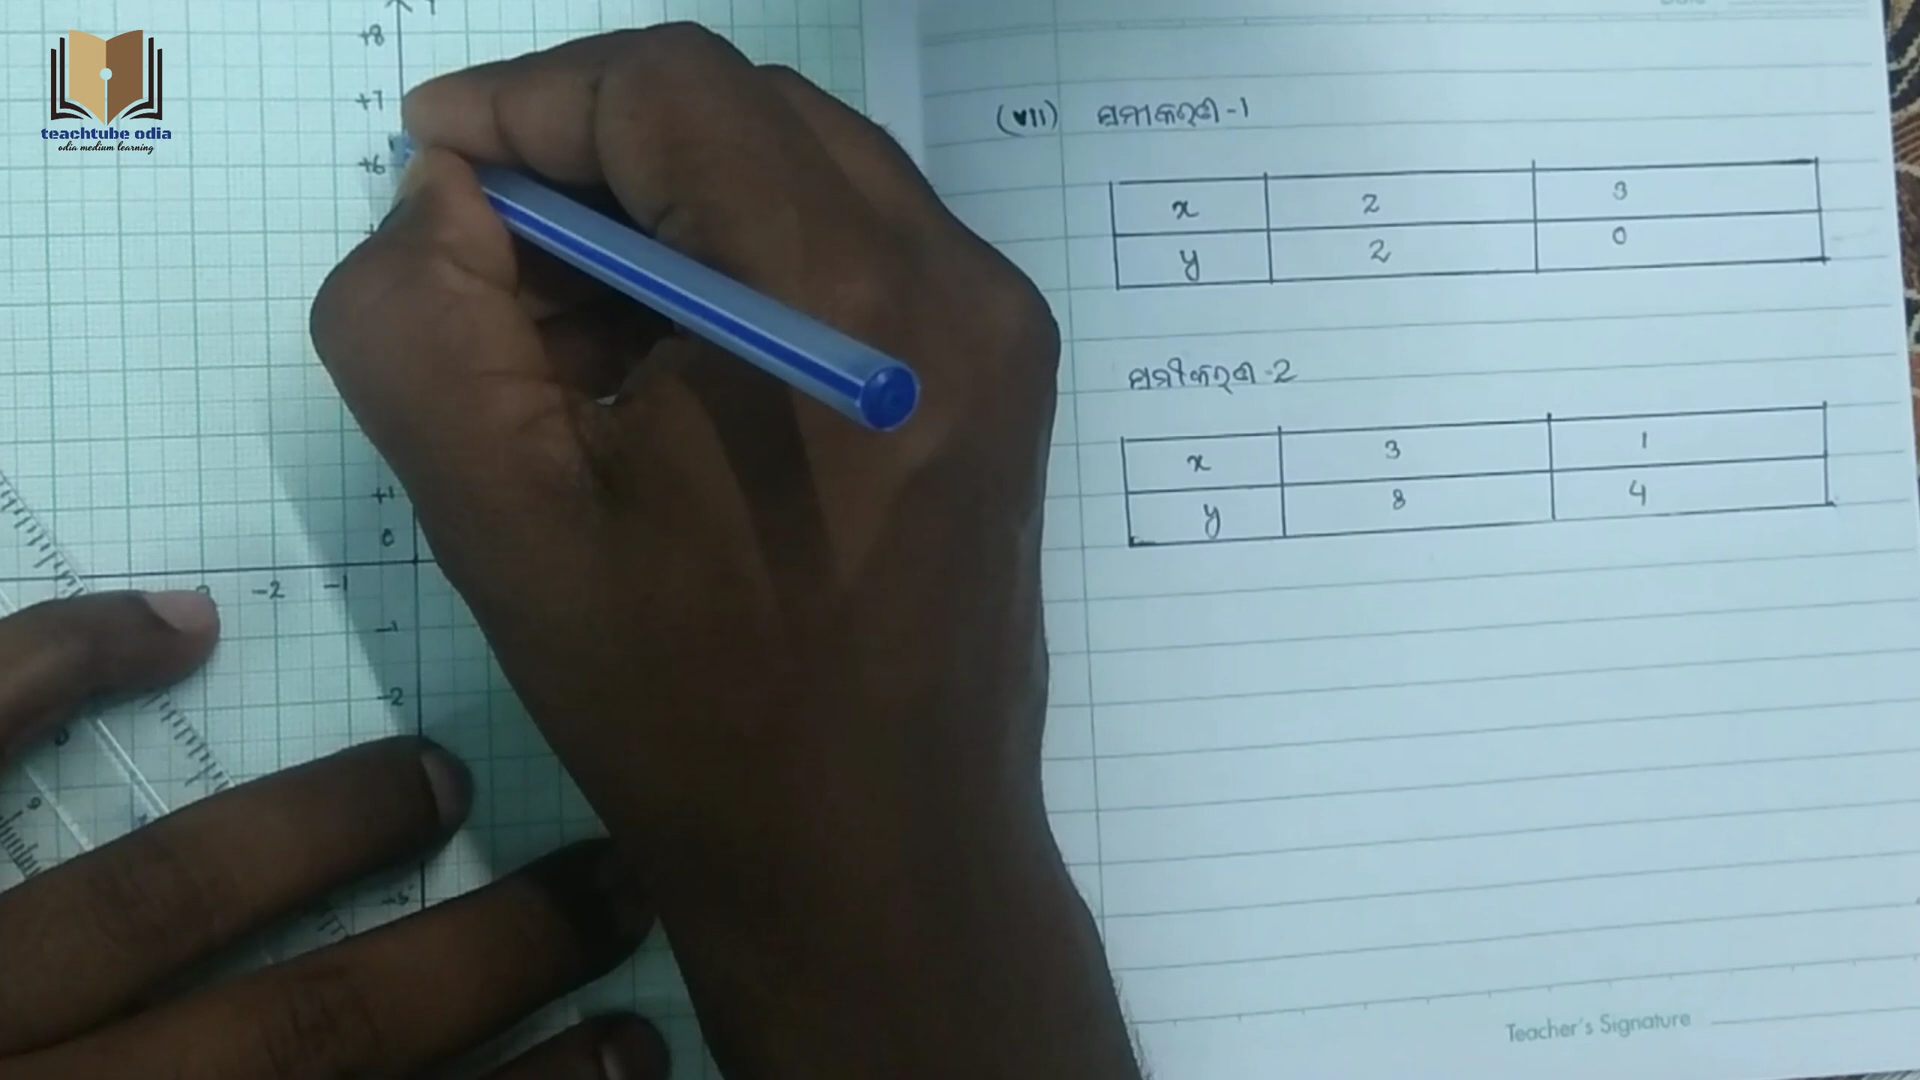 teachtube odia
odia medium learning
+8
+7
+6
+1
0
-2 -1
-1
-2
(VII) ସମୀକରଣ-1
x 2 3
y 2 0
ସମୀକରଣ-2
x 3 1
y 8 4
Teacher's Signature